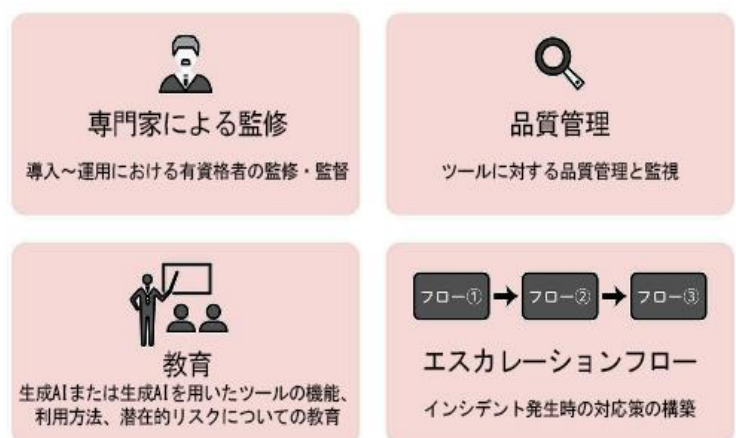 専門家による監修
導入～運用における有資格者の監修・監督
品質管理
ツールに対する品質管理と監視
教育
生成AIまたは生成AIを用いたツールの機能、
利用方法、潜在的リスクについての教育
フロー① → フロー② → フロー③
エスカレーションフロー
インシデント発生時の対応策の構築